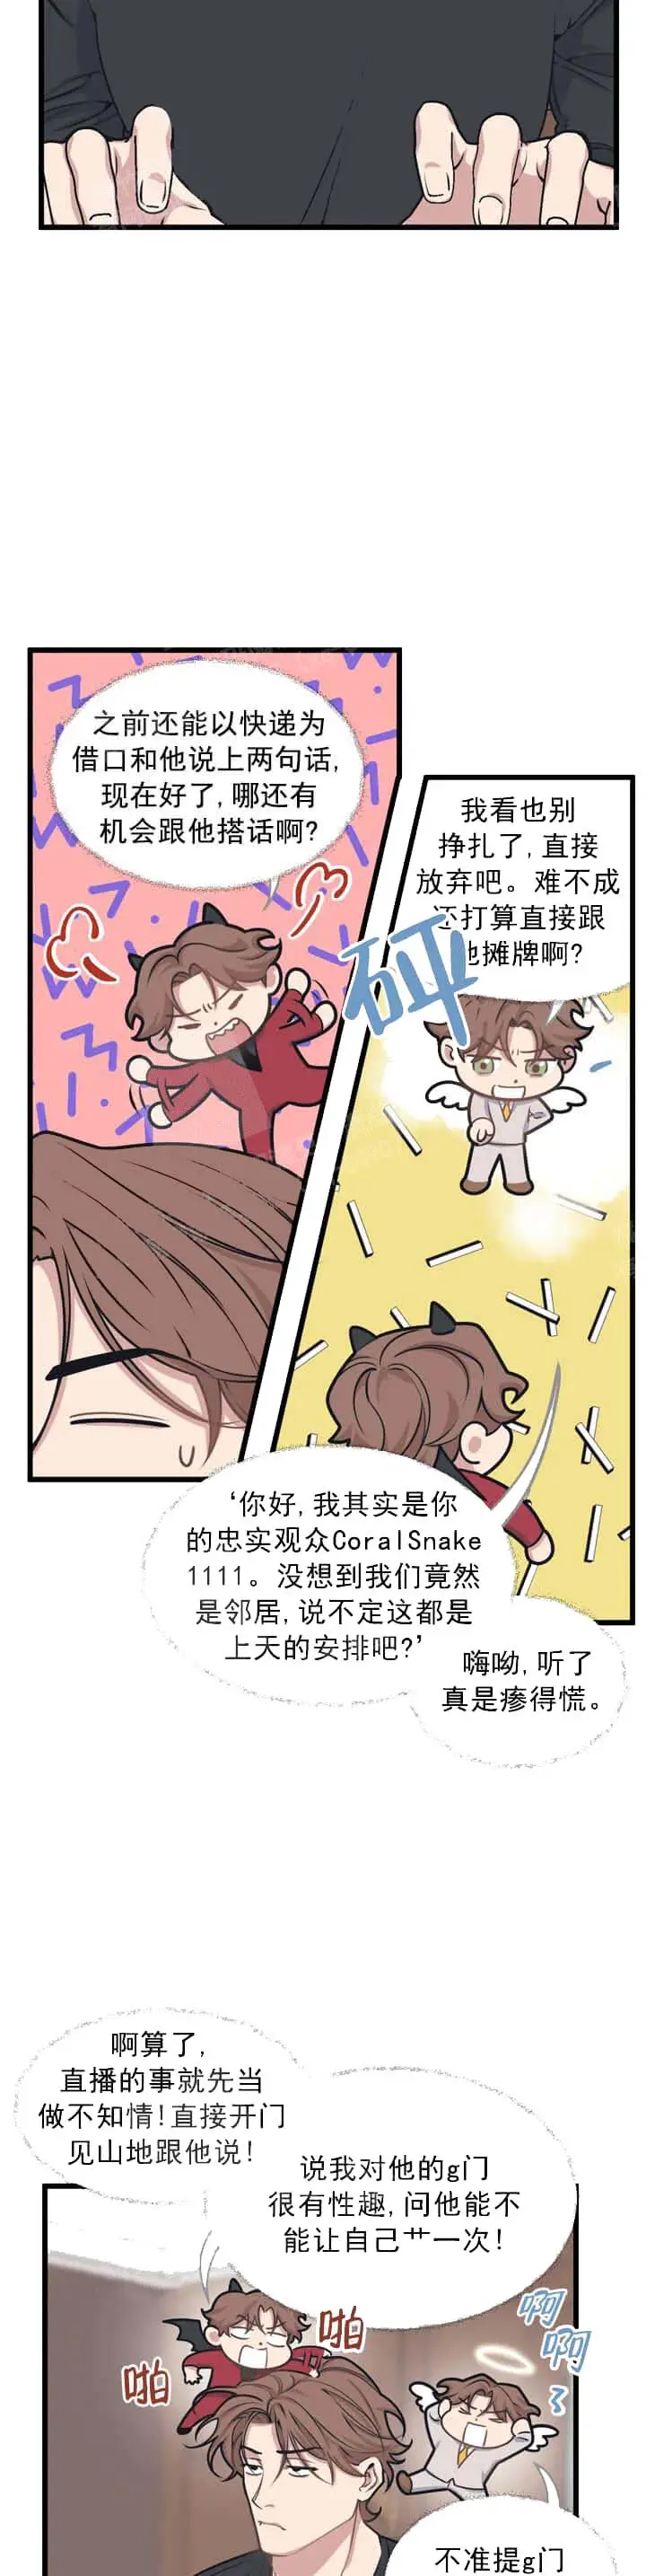 之前还能以快递为
借口和他说上两句话,
现在好了,哪还有
机会跟他搭话啊?
我看也别
挣扎了,直接
放弃吧。难不成
还打算直接跟
他摊牌啊?
砰
‘你好,我其实是你
的忠实观众CoralSnake
1111。没想到我们竟然
是邻居,说不定这都是
上天的安排吧?’
嗨呦,听了
真是瘆得慌。
啊算了,
直播的事就先当
做不知情!直接开门
见山地跟他说!
说我对他的g门
很有性趣,问他能不
能让自己艹一次!
啪
啪
啊
啊
不准提g门